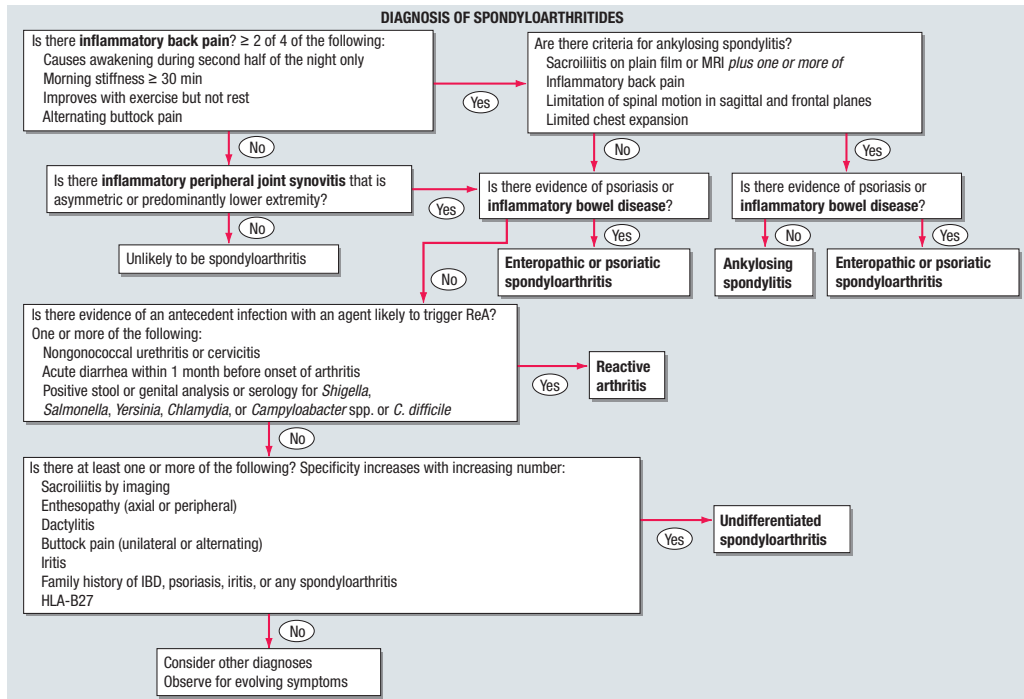 DIAGNOSIS OF SPONDYLOARTHRITIDES
Is there inflammatory back pain? ≥ 2 of 4 of the following:
Causes awakening during second half of the night only
Morning stiffness ≥ 30 min
Improves with exercise but not rest
Alternating buttock pain
Yes
Are there criteria for ankylosing spondylitis?
Sacroiliitis on plain film or MRI plus one or more of
Inflammatory back pain
Limitation of spinal motion in sagittal and frontal planes
Limited chest expansion
No
No
Yes
Is there inflammatory peripheral joint synovitis that is
asymmetric or predominantly lower extremity?
Yes
Is there evidence of psoriasis or
inflammatory bowel disease?
Is there evidence of psoriasis or
inflammatory bowel disease?
No
Yes
No
Yes
Unlikely to be spondyloarthritis
No
Enteropathic or psoriatic
spondyloarthritis
Ankylosing
spondylitis
Enteropathic or psoriatic
spondyloarthritis
Is there evidence of an antecedent infection with an agent likely to trigger ReA?
One or more of the following:
Nongonococcal urethritis or cervicitis
Acute diarrhea within 1 month before onset of arthritis
Positive stool or genital analysis or serology for Shigella,
Salmonella, Yersinia, Chlamydia, or Campyloabacter spp. or C. difficile
Yes
Reactive
arthritis
No
Is there at least one or more of the following? Specificity increases with increasing number:
Sacroiliitis by imaging
Enthesopathy (axial or peripheral)
Dactylitis
Buttock pain (unilateral or alternating)
Iritis
Family history of IBD, psoriasis, iritis, or any spondyloarthritis
HLA-B27
Yes
Undifferentiated
spondyloarthritis
No
Consider other diagnoses
Observe for evolving symptoms